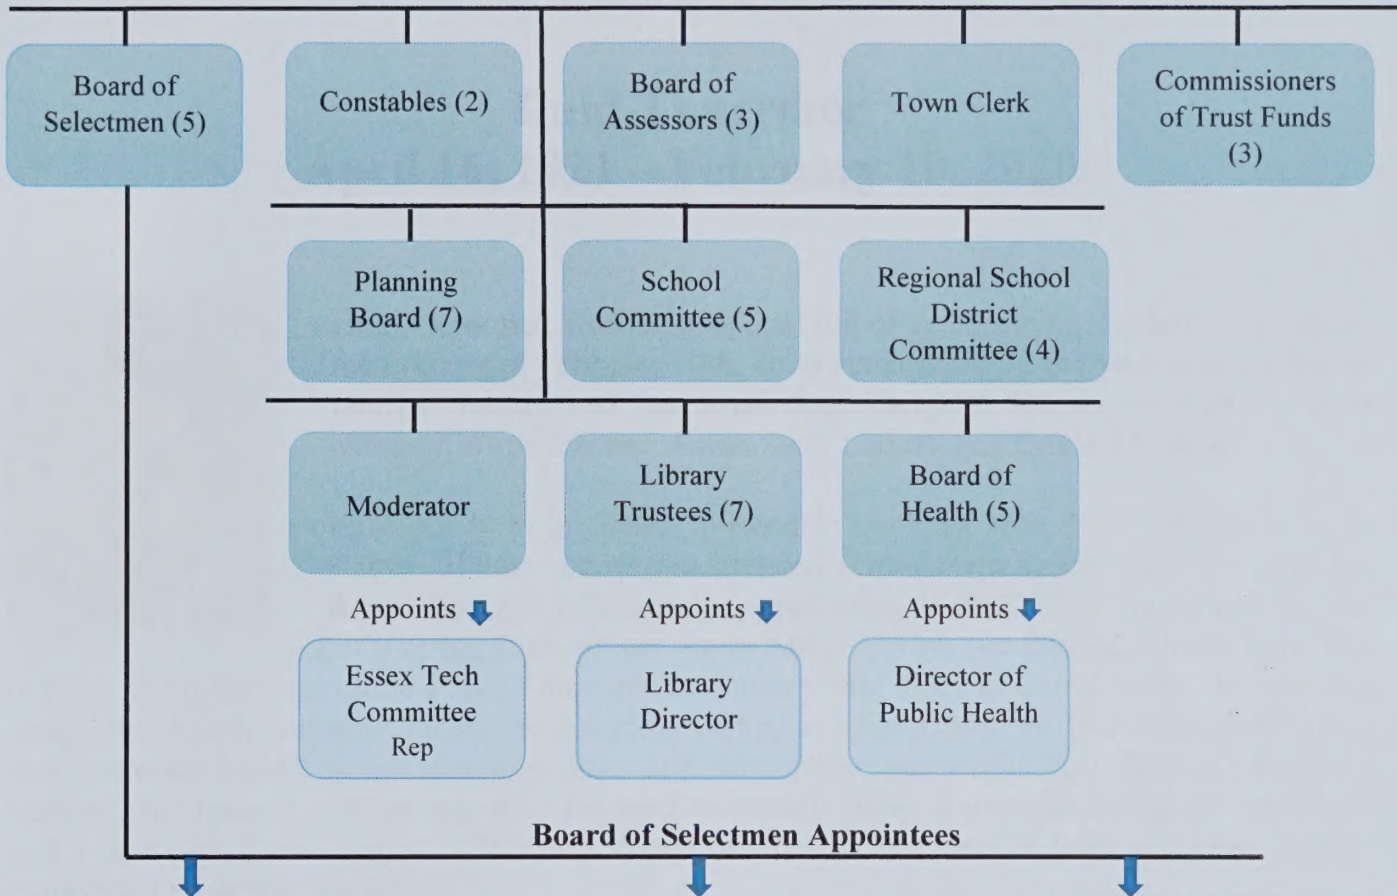 Board of
Selectmen (5)
Constables (2)
Board of
Assessors (3)
Town Clerk
Commissioners
of Trust Funds
(3)
Planning
Board (7)
School
Committee (5)
Regional School
District
Committee (4)
Moderator
Library
Trustees (7)
Board of
Health (5)
Appoints
Appoints
Appoints
Essex Tech
Committee
Rep
Library
Director
Director of
Public Health
Board of Selectmen Appointees